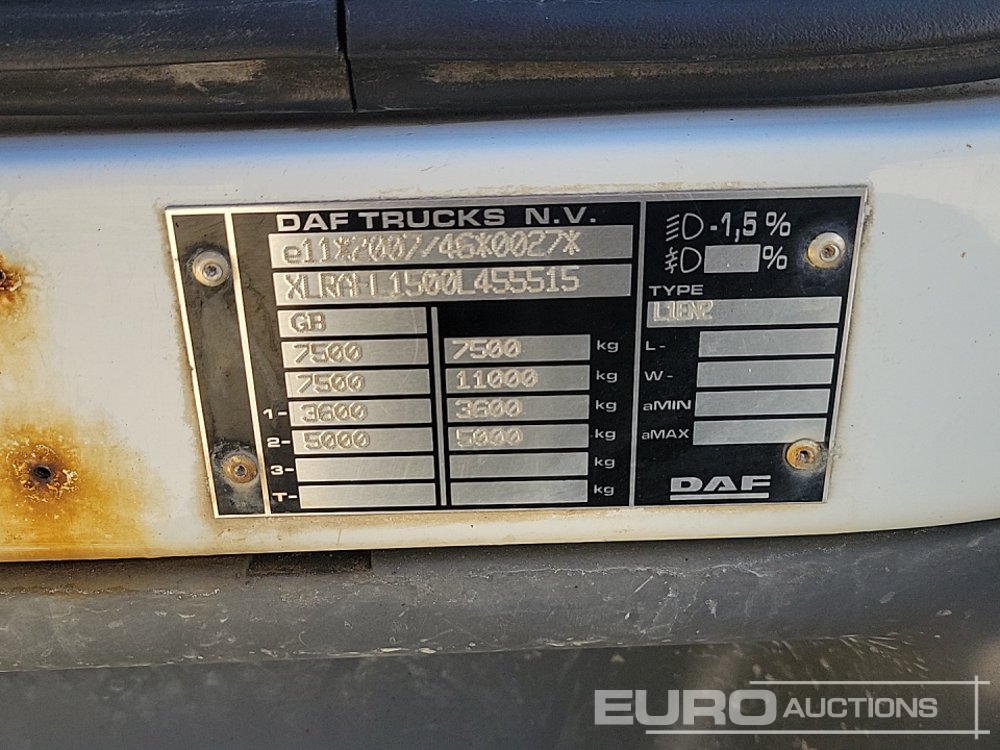 DAF TRUCKS N.V.
e11*2007/46*0027*
GB
7500 7500 kg
7500 11000 kg
1- 3600 3600 kg
2- 5000 5000 kg
3- kg
T- kg
-1,5 %
%
TYPE
L1EN2
L-
W-
aMIN
aMAX
DAF
EURO AUCTIONS